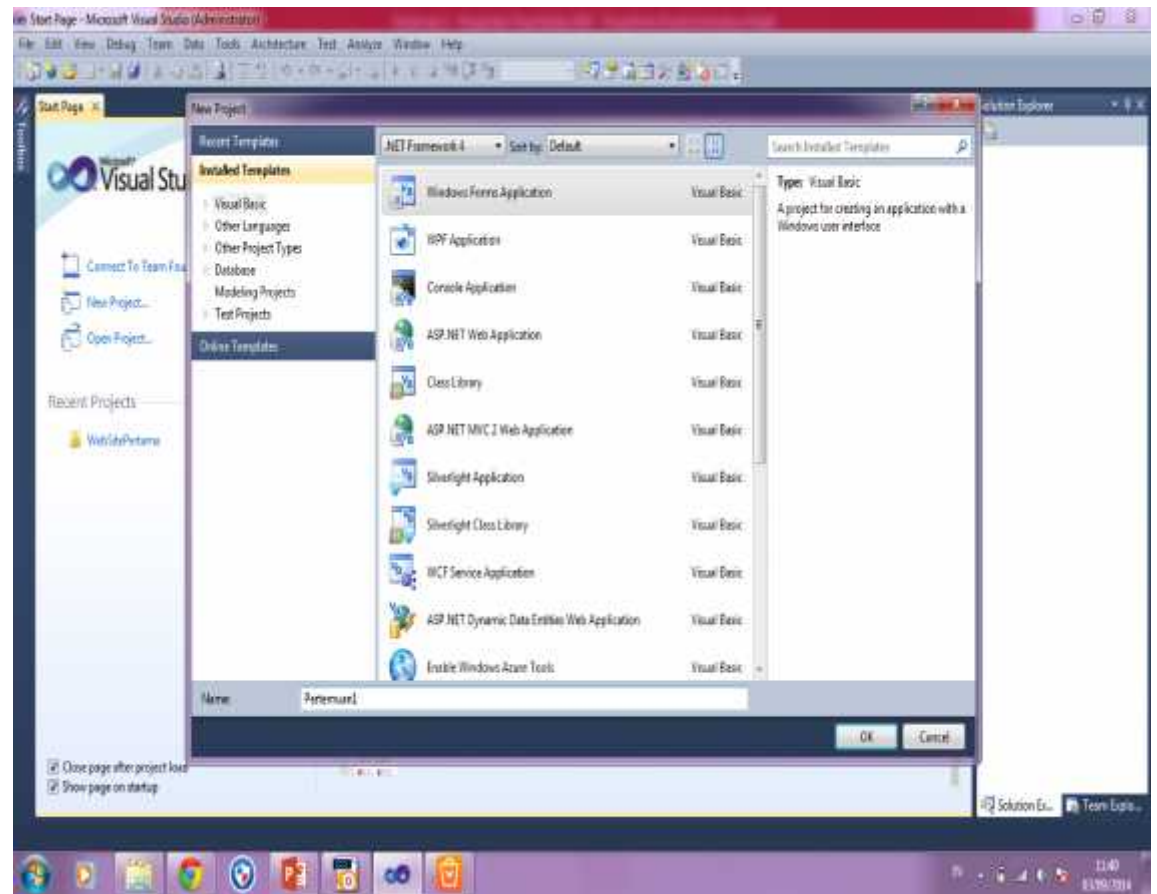 Start Page - Microsoft Visual Studio (Administrator)
File Edit View Debug Team Data Tools Architecture Test Analyze Window Help
Toolbox
Start Page
Microsoft
Visual Stu
Connect To Team Fou
New Project...
Open Project...
Recent Projects
WebSitePertama
Close page after project load
Show page on startup
New Project
Recent Templates
Installed Templates
Visual Basic
Other Languages
Other Project Types
Database
Modeling Projects
Test Projects
Online Templates
.NET Framework 4 Sort by: Default
Search Installed Templates
Windows Forms Application Visual Basic
WPF Application Visual Basic
Console Application Visual Basic
ASP.NET Web Application Visual Basic
Class Library Visual Basic
ASP.NET MVC 2 Web Application Visual Basic
Silverlight Application Visual Basic
Silverlight Class Library Visual Basic
WCF Service Application Visual Basic
ASP.NET Dynamic Data Entities Web Application Visual Basic
Enable Windows Azure Tools Visual Basic
Type: Visual Basic
A project for creating an application with a
Windows user interface
Name: Pertemuan1
OK Cancel
Solution Explorer
Solution Ex... Team Explo...
11:40
03/09/2016